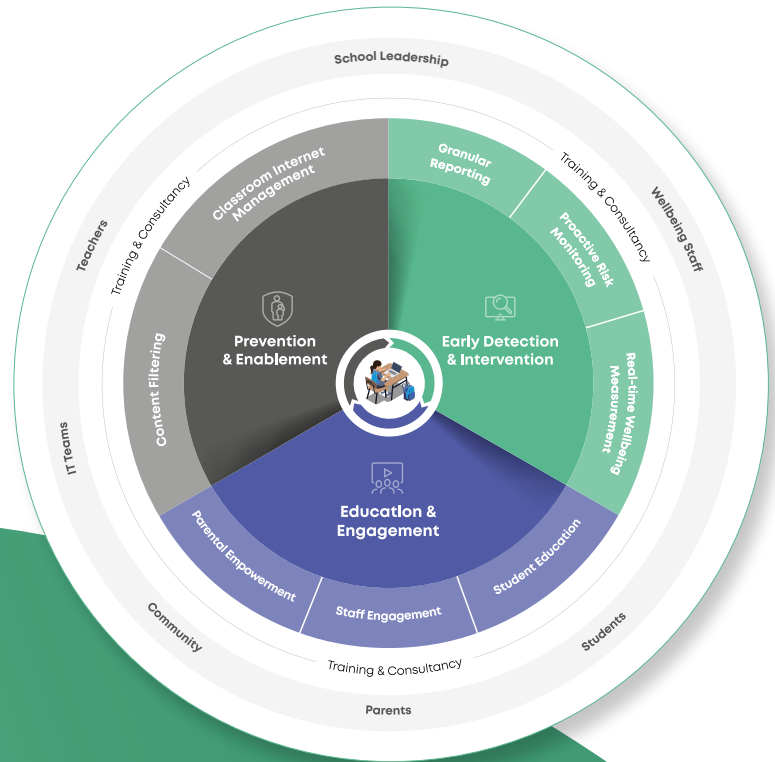 School Leadership
Teachers
Wellbeing Staff
IT Teams
Community
Parents
Students
Training & Consultancy
Training & Consultancy
Training & Consultancy
Classroom Internet
Management
Content Filtering
Granular
Reporting
Proactive Risk
Monitoring
Real-time Wellbeing
Measurement
Prevention
& Enablement
Early Detection
& Intervention
Education &
Engagement
Parental Empowerment
Staff Engagement
Student Education